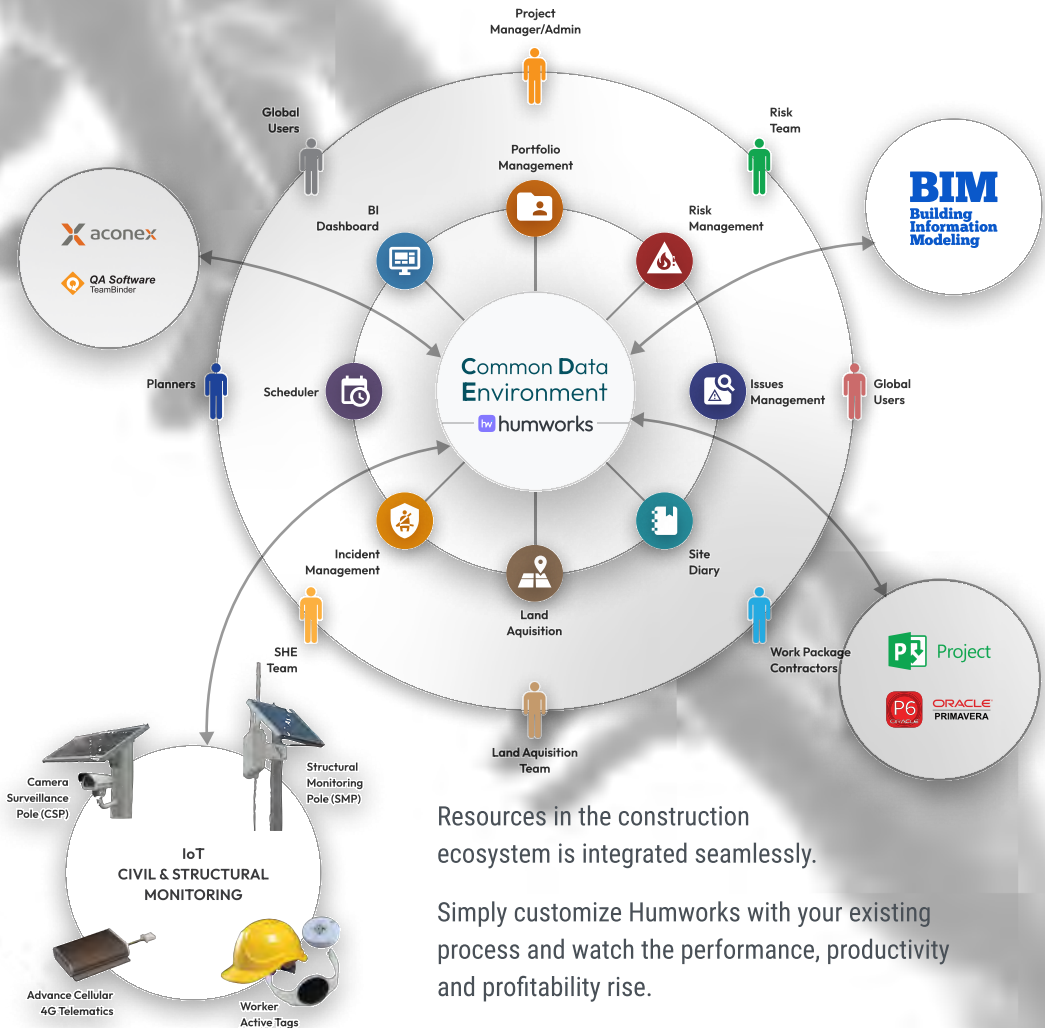 Project
Manager/Admin
Global
Users
Risk
Team
Portfolio
Management
BI
Dashboard
Risk
Management
BIM
Building
Information
Modeling
aconex
QA Software
TeamBinder
Common Data
Environment
hw humworks
Planners
Scheduler
Issues
Management
Global
Users
Incident
Management
Site
Diary
Land
Aquisition
SHE
Team
Work Package
Contractors
Land Aquisition
Team
P Project
P6
ORACLE
ORACLE
PRIMAVERA
Camera
Surveillance
Pole (CSP)
Structural
Monitoring
Pole (SMP)
IoT
CIVIL & STRUCTURAL
MONITORING
Advance Cellular
4G Telematics
Worker
Active Tags
Resources in the construction
ecosystem is integrated seamlessly.
Simply customize Humworks with your existing
process and watch the performance, productivity
and profitability rise.